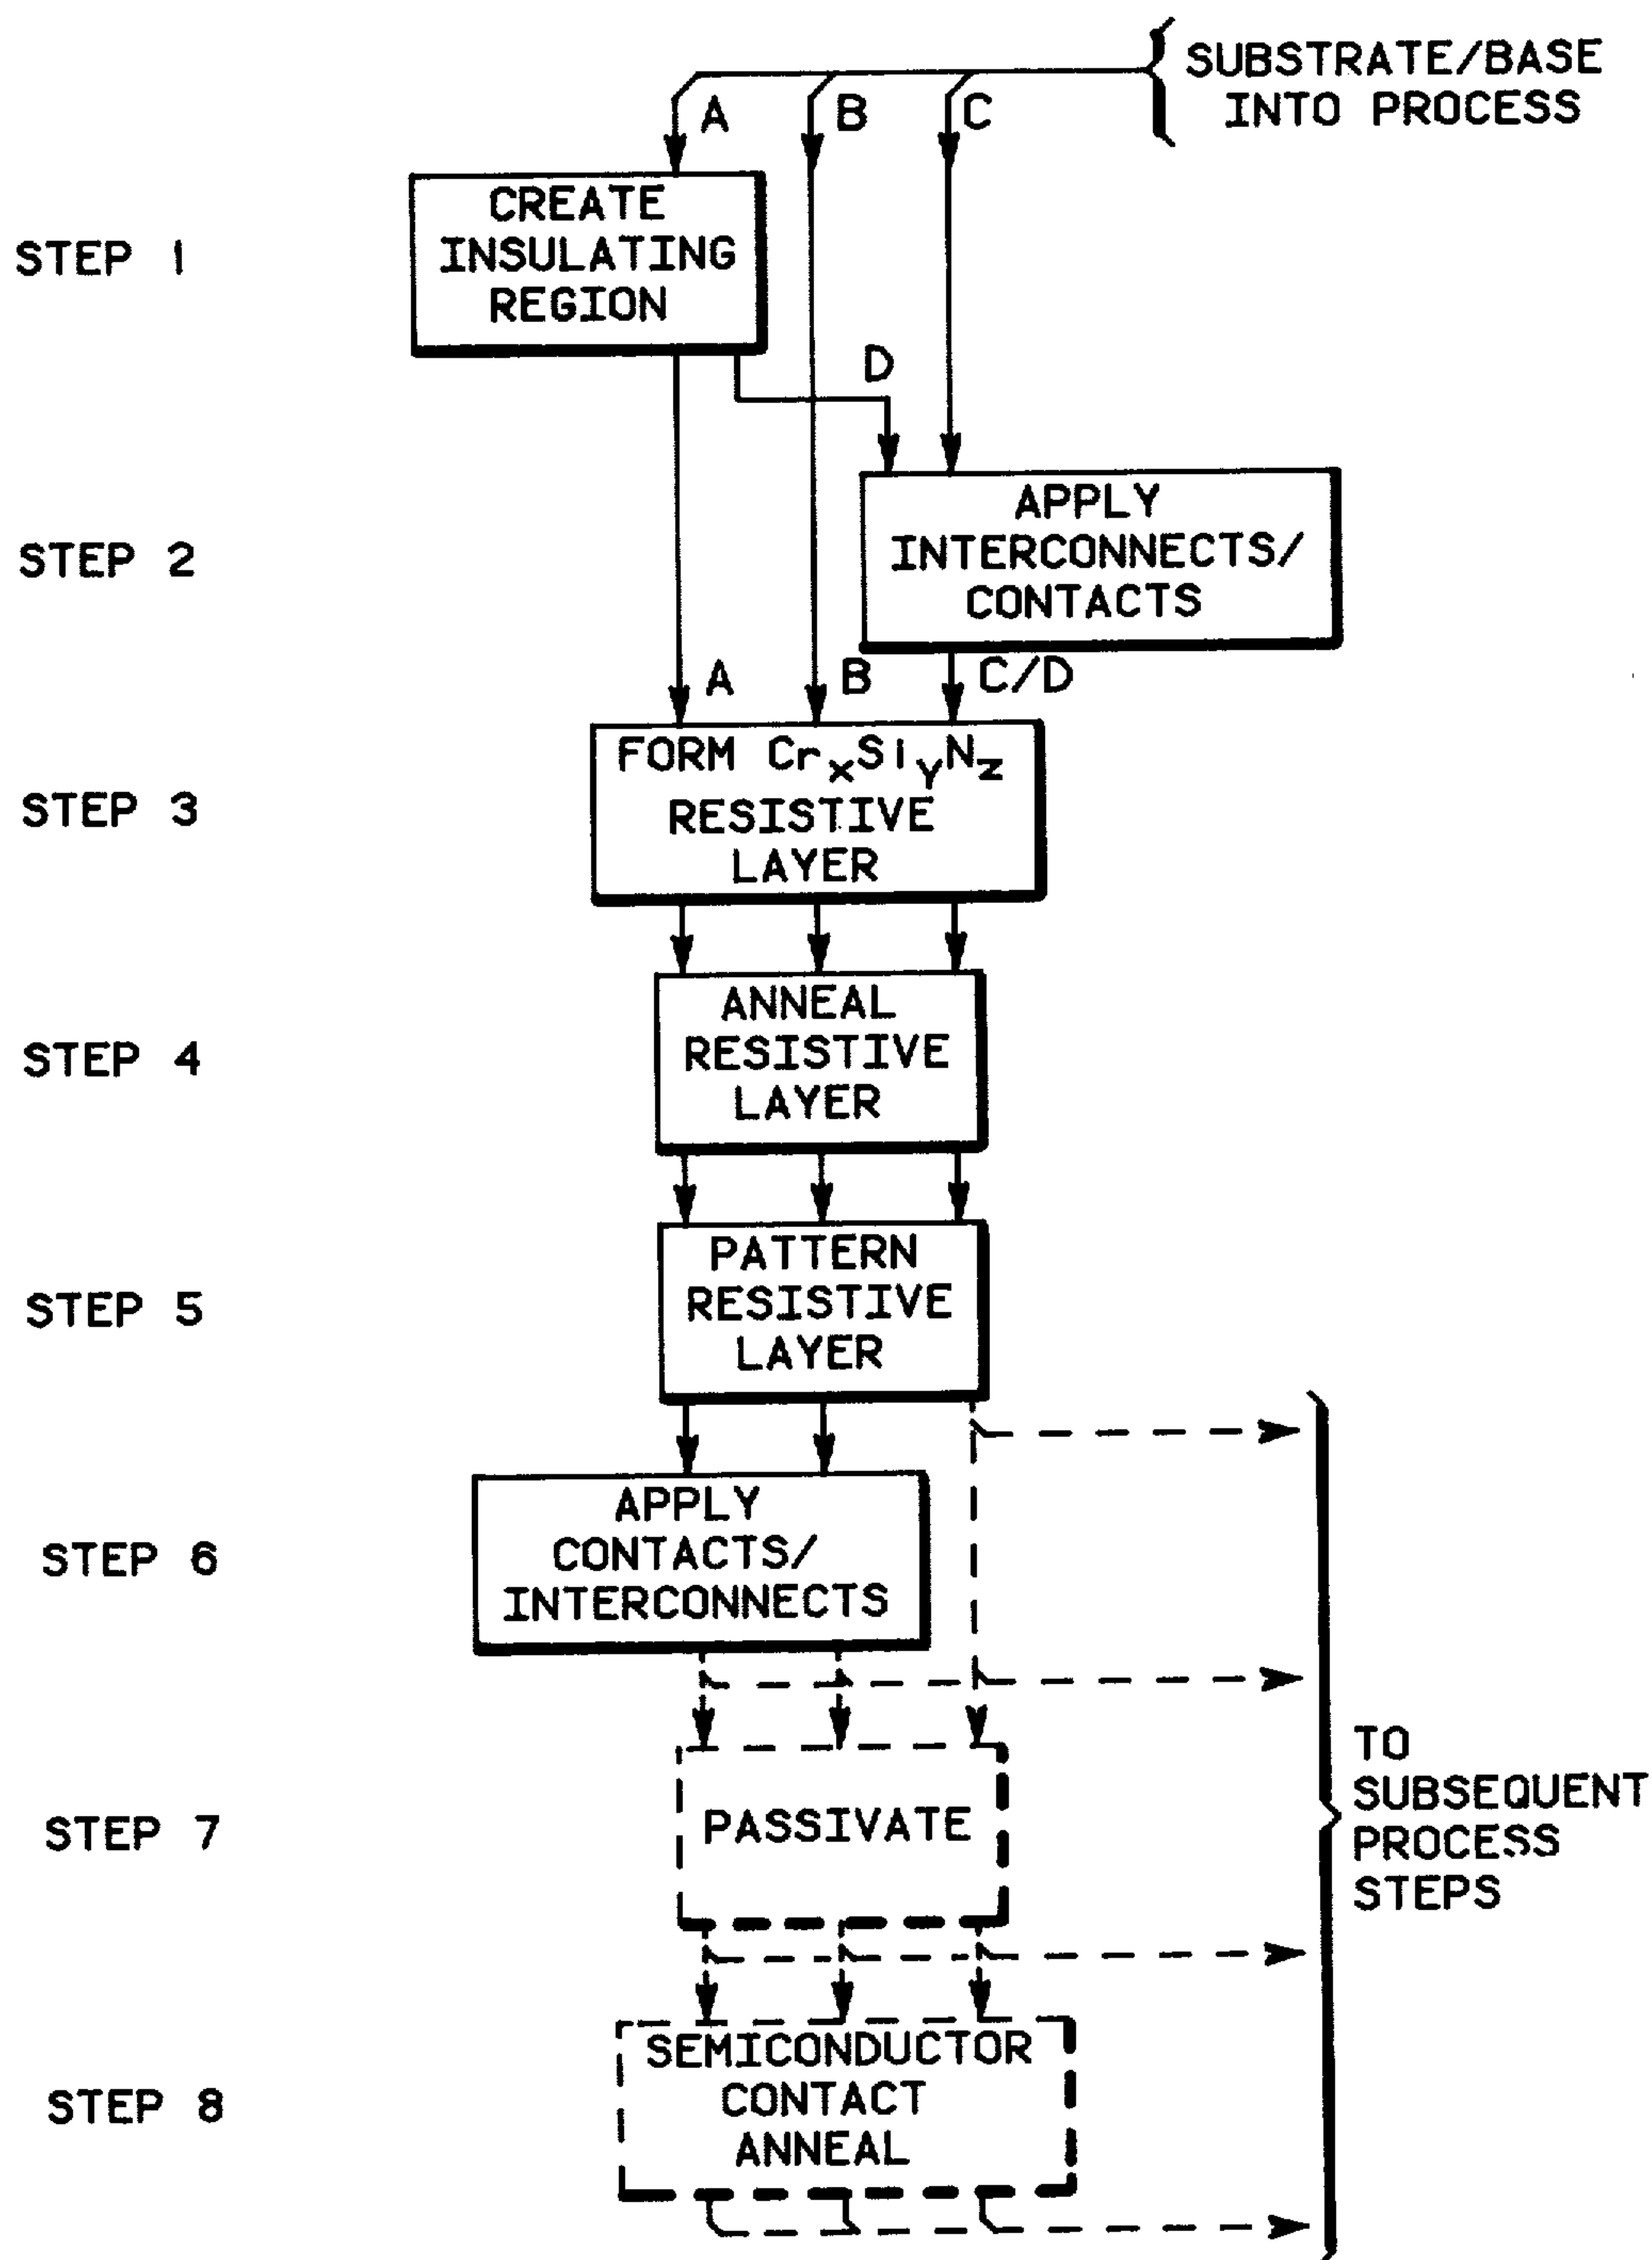 SUBSTRATE/BASE
INTO PROCESS
A
B
C
STEP 1
CREATE
INSULATING
REGION
D
STEP 2
APPLY
INTERCONNECTS/
CONTACTS
A
B
C/D
STEP 3
FORM CrₓSiᵧN_z
RESISTIVE
LAYER
STEP 4
ANNEAL
RESISTIVE
LAYER
STEP 5
PATTERN
RESISTIVE
LAYER
STEP 6
APPLY
CONTACTS/
INTERCONNECTS
STEP 7
PASSIVATE
TO
SUBSEQUENT
PROCESS
STEPS
STEP 8
SEMICONDUCTOR
CONTACT
ANNEAL